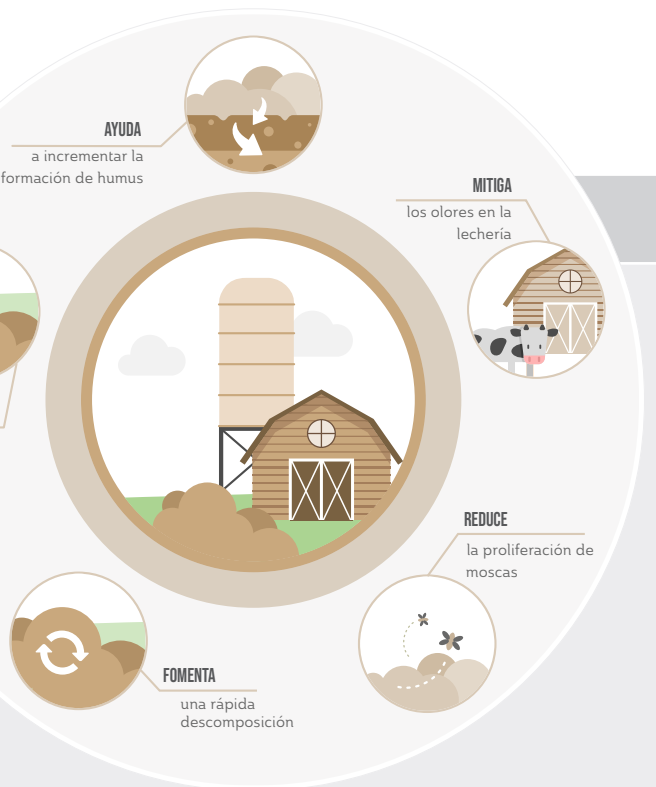 AYUDA
a incrementar la
formación de humus
MITIGA
los olores en la
lechería
REDUCE
la proliferación de
moscas
FOMENTA
una rápida
descomposición